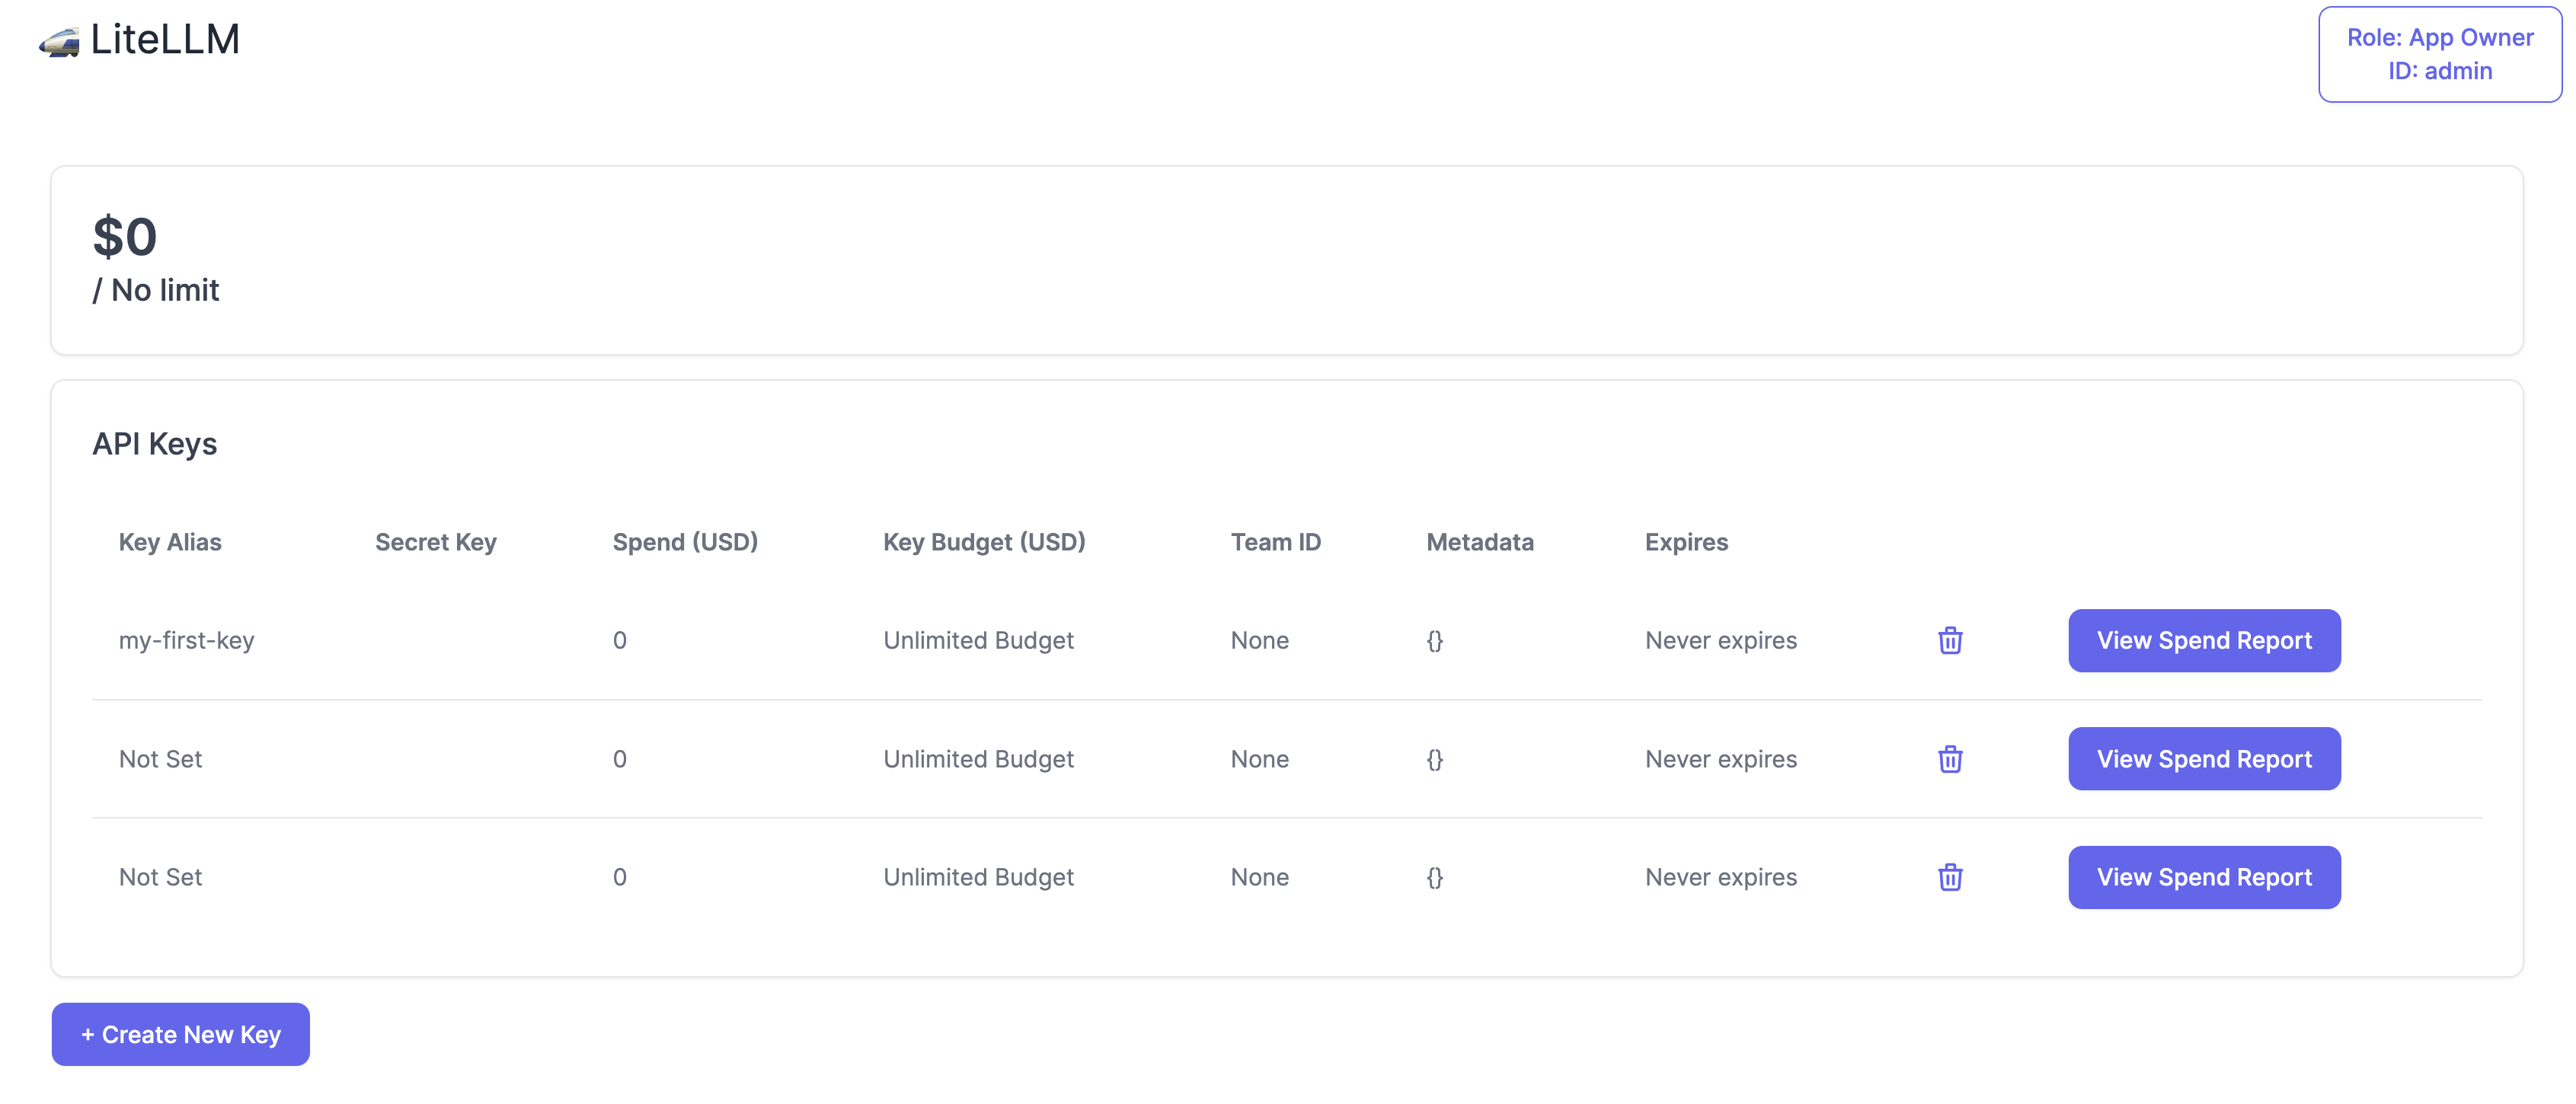 LiteLLM
Role: App Owner
ID: admin
$0
/ No limit
API Keys
Key Alias Secret Key Spend (USD) Key Budget (USD) Team ID Metadata Expires
my-first-key 0 Unlimited Budget None {} Never expires View Spend Report
Not Set 0 Unlimited Budget None {} Never expires View Spend Report
Not Set 0 Unlimited Budget None {} Never expires View Spend Report
+ Create New Key